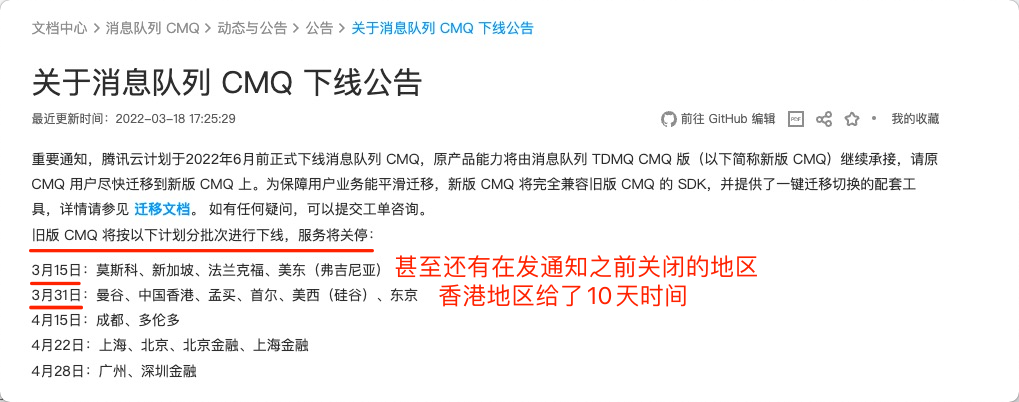 文档中心 > 消息队列 CMQ > 动态与公告 > 公告 > 关于消息队列 CMQ 下线公告
关于消息队列 CMQ 下线公告
最近更新时间：2022-03-18 17:25:29 前往 GitHub 编辑 PDF • 我的收藏
重要通知，腾讯云计划于2022年6月前正式下线消息队列 CMQ，原产品能力将由消息队列 TDMQ CMQ 版（以下简称新版 CMQ）继续承接，请原
CMQ 用户尽快迁移到新版 CMQ 上。为保障用户业务能平滑迁移，新版 CMQ 将完全兼容旧版 CMQ 的 SDK，并提供了一键迁移切换的配套工
具，详情请参见 迁移文档。 如有任何疑问，可以提交工单咨询。
旧版 CMQ 将按以下计划分批次进行下线，服务将关停：
3月15日：莫斯科、新加坡、法兰克福、美东（弗吉尼亚） 甚至还有在发通知之前关闭的地区
3月31日：曼谷、中国香港、孟买、首尔、美西（硅谷）、东京 香港地区给了10天时间
4月15日：成都、多伦多
4月22日：上海、北京、北京金融、上海金融
4月28日：广州、深圳金融